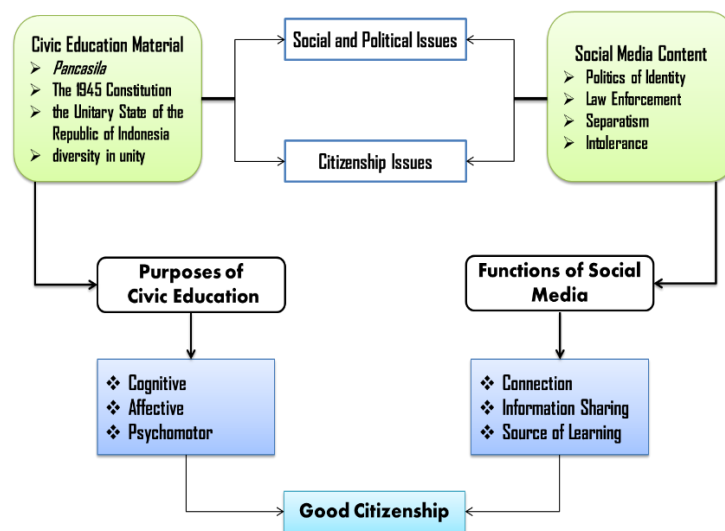 Civic Education Material
➤ Pancasila
➤ The 1945 Constitution
➤ the Unitary State of the
Republic of Indonesia
➤ diversity in unity
Social and Political Issues
Citizenship Issues
Social Media Content
➤ Politics of Identity
➤ Law Enforcement
➤ Separatism
➤ Intolerance
Purposes of
Civic Education
Functions of Social
Media
❖ Cognitive
❖ Affective
❖ Psychomotor
❖ Connection
❖ Information Sharing
❖ Source of Learning
Good Citizenship